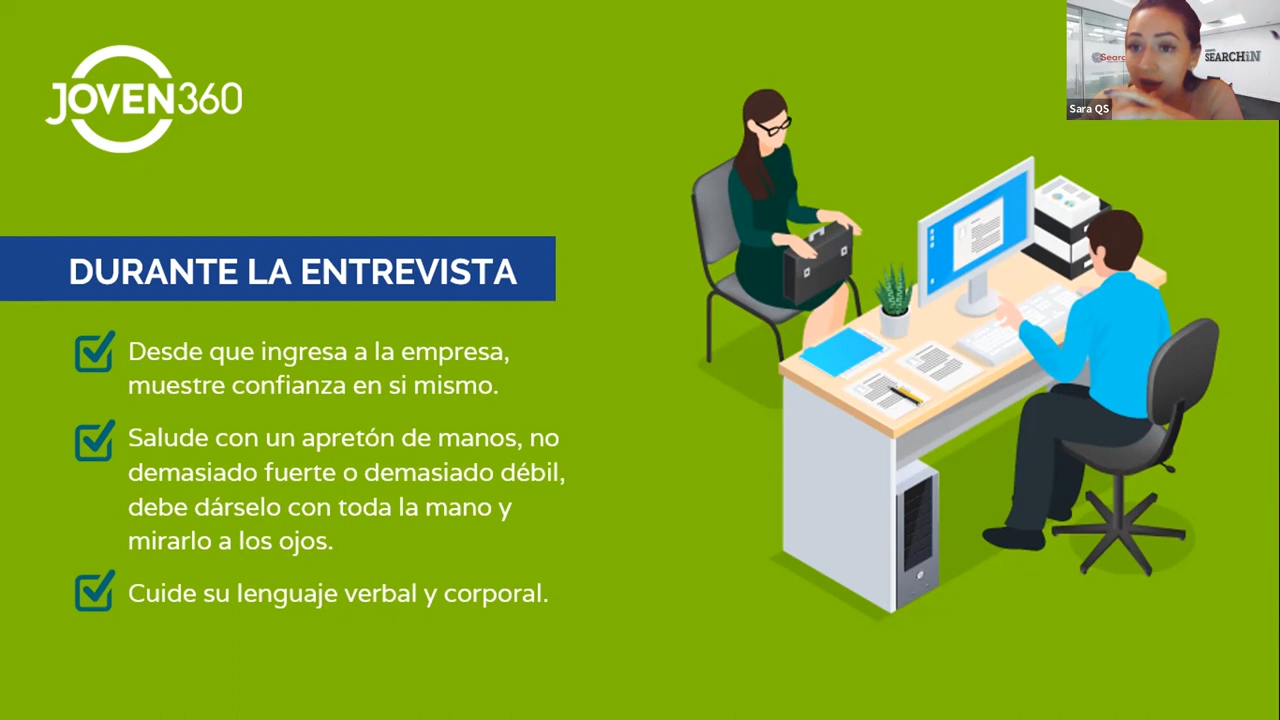 JOVEN360
SEARCHiN
Sara QS
DURANTE LA ENTREVISTA
Desde que ingresa a la empresa,
muestre confianza en si mismo.
Salude con un apretón de manos, no
demasiado fuerte o demasiado débil,
debe dárselo con toda la mano y
mirarlo a los ojos.
Cuide su lenguaje verbal y corporal.